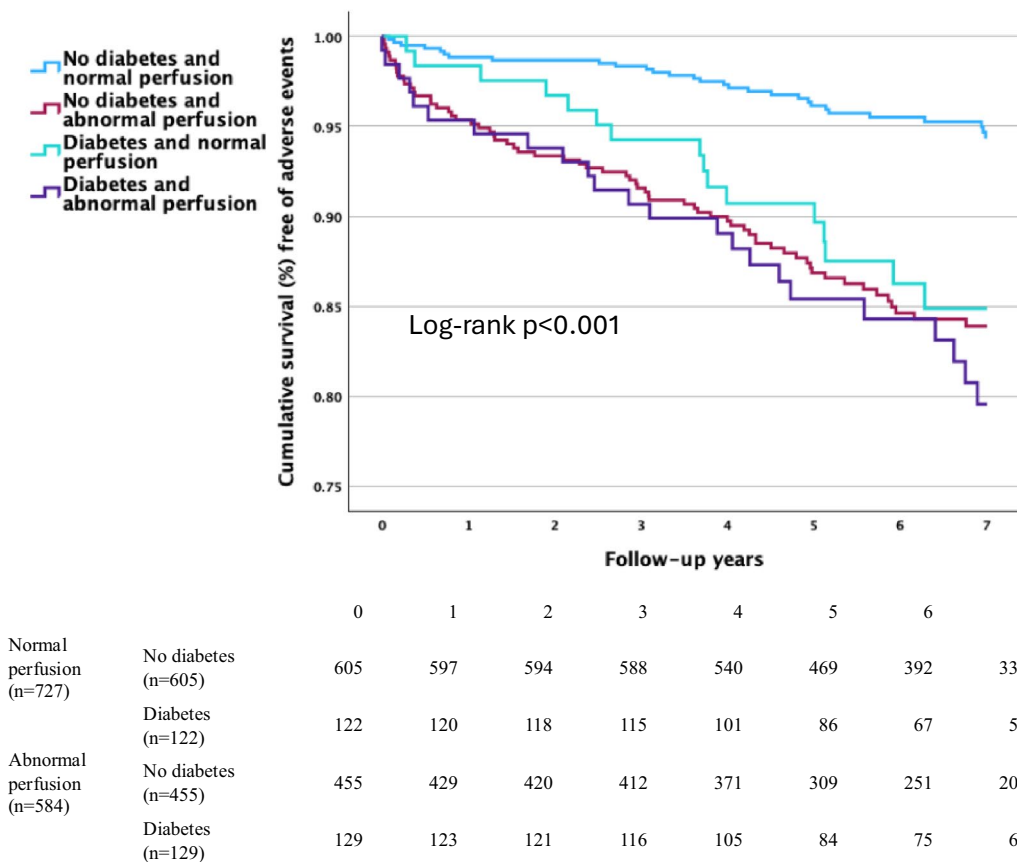 No diabetes and
normal perfusion
No diabetes and
abnormal perfusion
Diabetes and normal
perfusion
Diabetes and
abnormal perfusion
Cumulative survival (%) free of adverse events
1.00
0.95
0.90
0.85
0.80
0.75
Log-rank p<0.001
0 1 2 3 4 5 6 7
Follow-up years
0 1 2 3 4 5 6
Normal
perfusion
(n=727)
No diabetes
(n=605)
605 597 594 588 540 469 392 33
Diabetes
(n=122)
122 120 118 115 101 86 67 5
Abnormal
perfusion
(n=584)
No diabetes
(n=455)
455 429 420 412 371 309 251 20
Diabetes
(n=129)
129 123 121 116 105 84 75 6